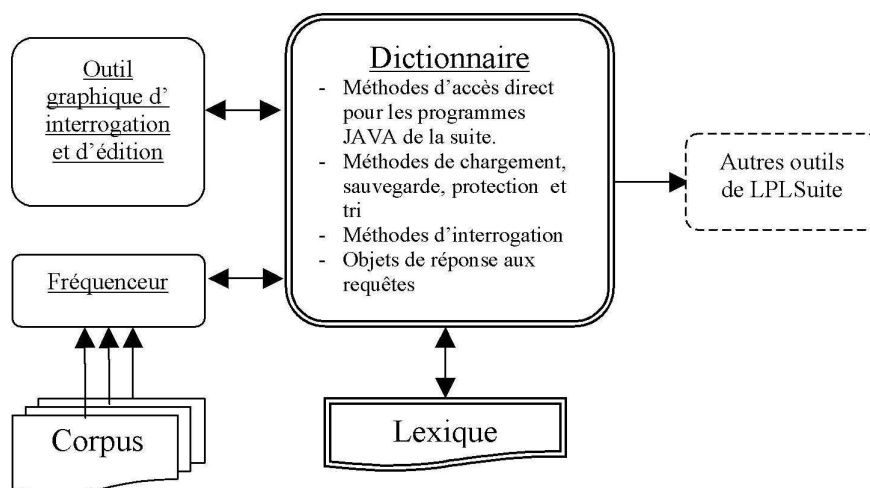 Outil
graphique d'
interrogation
et d'édition
Dictionnaire
- Méthodes d'accès direct
pour les programmes
JAVA de la suite.
- Méthodes de chargement,
sauvegarde, protection et
tri
- Méthodes d'interrogation
- Objets de réponse aux
requêtes
Autres outils
de LPLSuite
Fréquenceur
Corpus
Lexique